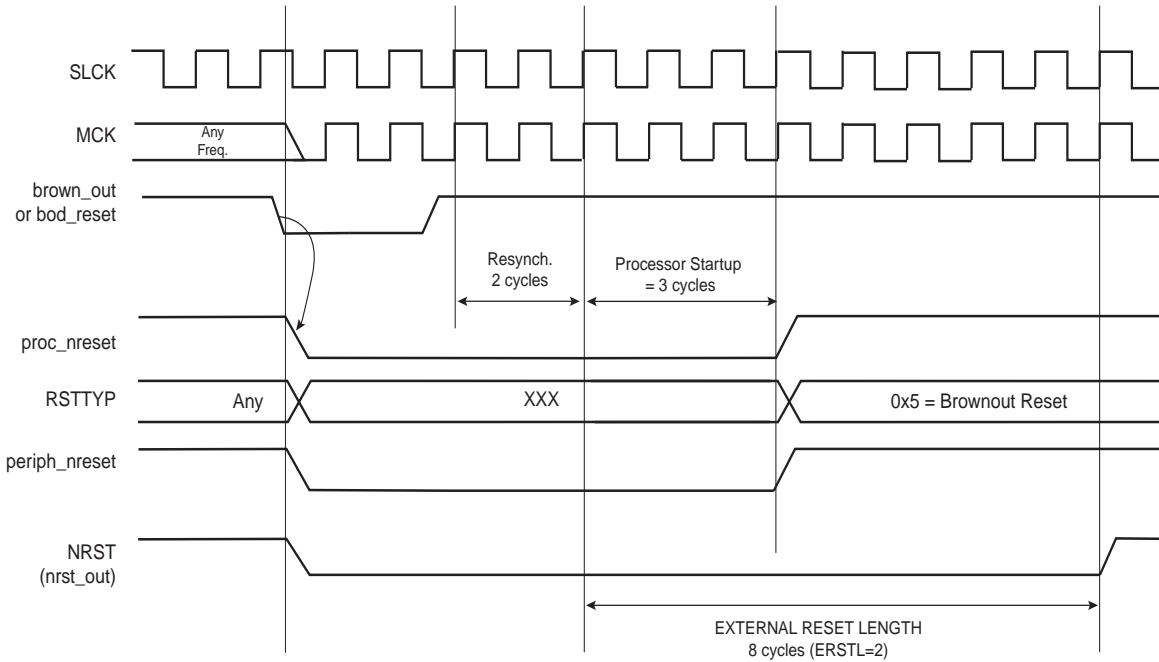 SLCK
MCK
Any
Freq.
brown_out
or bod_reset
Resynch.
2 cycles
Processor Startup
= 3 cycles
proc_nreset
RSTTYP
Any
XXX
0x5 = Brownout Reset
periph_nreset
NRST
(nrst_out)
EXTERNAL RESET LENGTH
8 cycles (ERSTL=2)